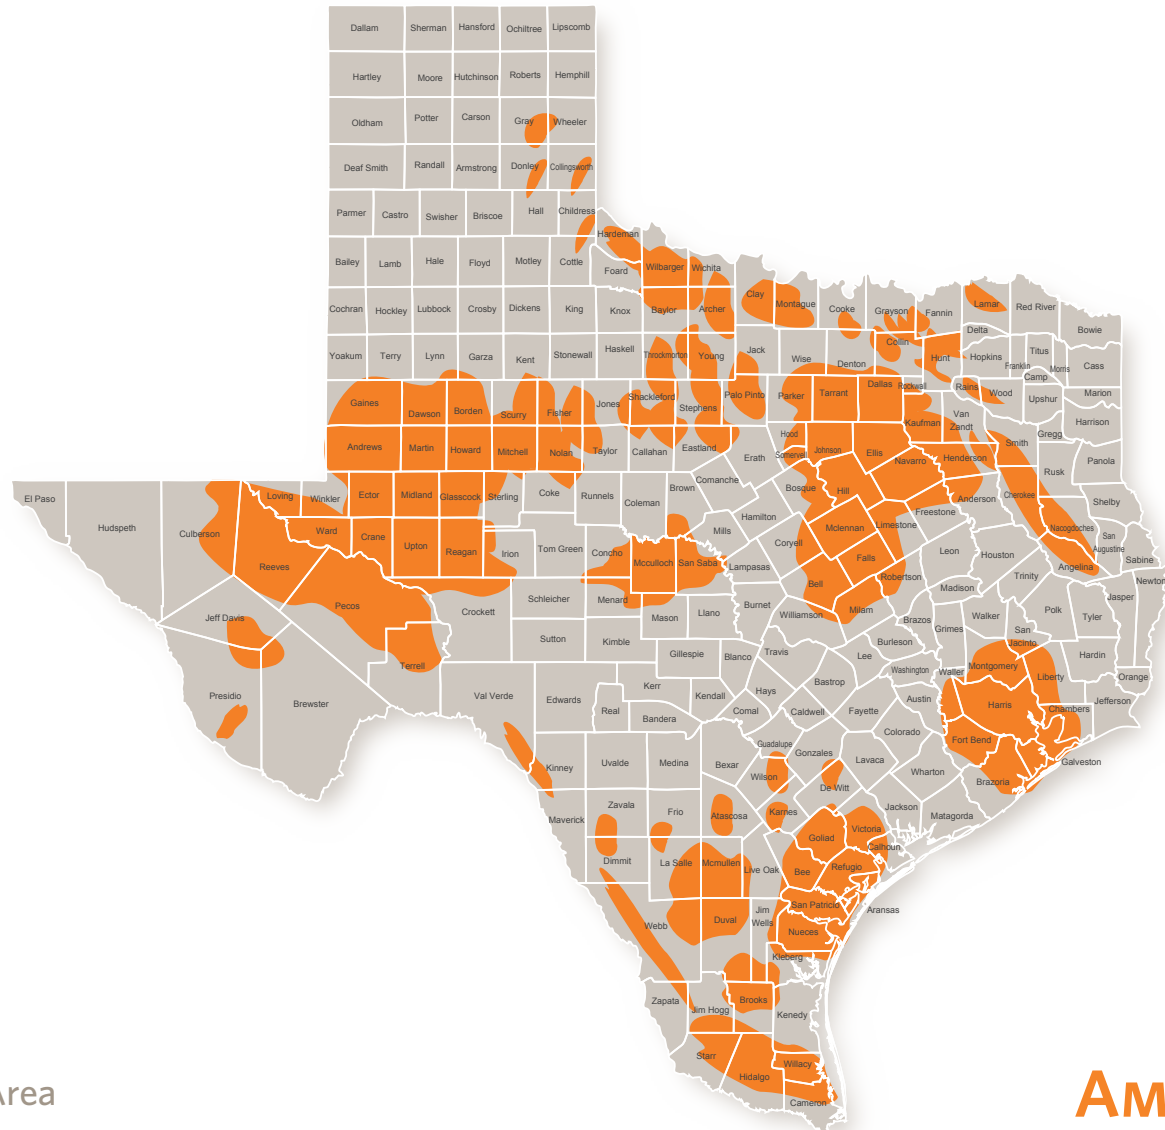 Dallam Sherman Hansford Ochiltree Lipscomb
Hartley Moore Hutchinson Roberts Hemphill
Oldham Potter Carson Gray Wheeler
Deaf Smith Randall Armstrong Donley Collingsworth
Parmer Castro Swisher Briscoe Hall Childress
Hardeman
Bailey Lamb Hale Floyd Motley Cottle Foard Wilbarger Wichita
Clay Montague Cooke Grayson Fannin Lamar Red River Bowie
Cochran Hockley Lubbock Crosby Dickens King Knox Baylor Archer
Delta
Yoakum Terry Lynn Garza Kent Stonewall Haskell Throckmorton Young Jack Wise Denton Collin Hunt Hopkins Franklin Titus Morris Cass
Camp
Gaines Dawson Borden Scurry Fisher Jones Shackleford Stephens Palo Pinto Parker Tarrant Dallas Rockwall Rains Wood Upshur Marion
Kaufman Van Zandt Harrison
Gregg
Andrews Martin Howard Mitchell Nolan Taylor Callahan Eastland Erath Hood Somervell Johnson Ellis Navarro Henderson Smith Rusk Panola
El Paso Hudspeth Culberson Loving Winkler Ector Midland Glasscock Sterling Coke Runnels Coleman Brown Comanche Bosque Hill Anderson Cherokee Shelby
Hamilton Freestone Nacogdoches
Reeves Ward Crane Upton Reagan Irion Tom Green Concho Mcculloch San Saba Mills Coryell Mclennan Limestone San Augustine Sabine
Lampasas Falls Leon Houston Angelina Newton
Jeff Davis Pecos Crockett Schleicher Menard Mason Llano Burnet Bell Robertson Madison Trinity Jasper
Williamson Milam Brazos Walker Polk Tyler
Sutton Kimble Gillespie Blanco Travis Burleson Grimes San Jacinto Hardin
Presidio Brewster Terrell Val Verde Edwards Real Kerr Kendall Hays Bastrop Lee Washington Waller Montgomery Liberty Orange
Bandera Comal Caldwell Fayette Austin Harris Chambers Jefferson
Kinney Uvalde Medina Bexar Guadalupe Gonzales Colorado Fort Bend Galveston
Wilson Lavaca Wharton Brazoria
Maverick Zavala Frio Atascosa Karnes De Witt Jackson Matagorda
Goliad Victoria Calhoun
Dimmit La Salle Mcmullen Live Oak Bee Refugio
San Patricio Aransas
Webb Duval Jim Wells Nueces
Kleberg
Zapata Jim Hogg Brooks Kenedy
Starr Hidalgo Willacy
Cameron
Area
AM